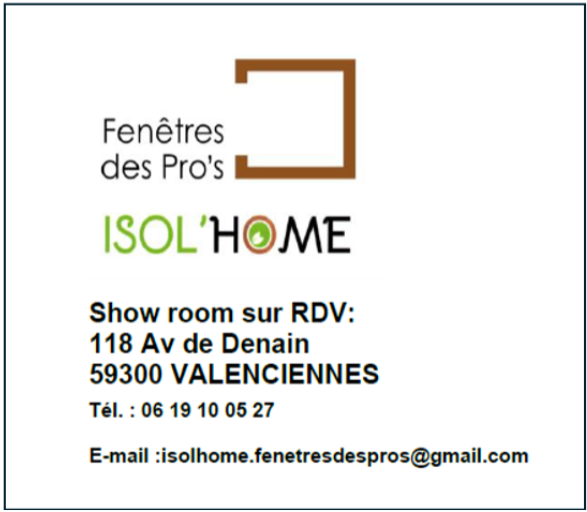 Fenêtres
des Pro's
ISOL'HOME
Show room sur RDV:
118 Av de Denain
59300 VALENCIENNES
Tél. : 06 19 10 05 27
E-mail :isolhome.fenetresdespros@gmail.com